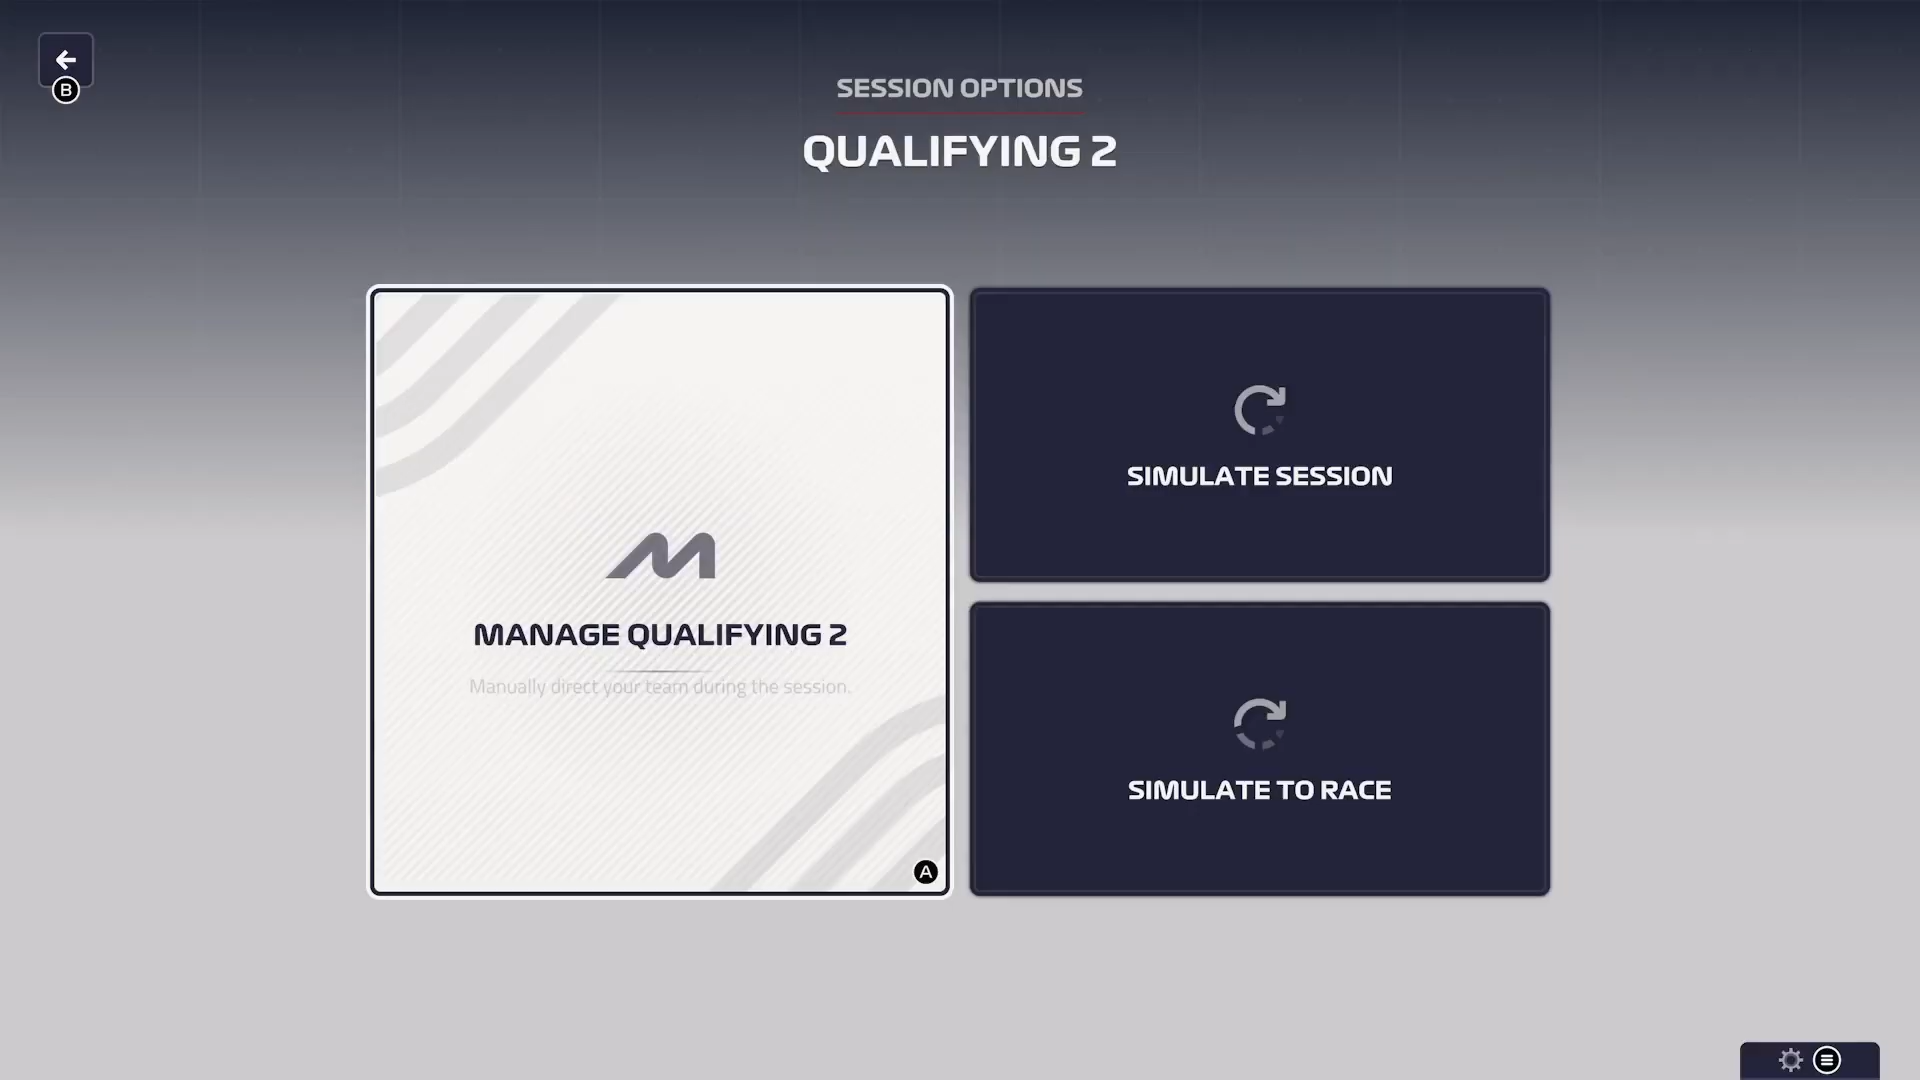 B
SESSION OPTIONS
QUALIFYING 2
MANAGE QUALIFYING 2
Manually direct your team during the session.
A
SIMULATE SESSION
SIMULATE TO RACE